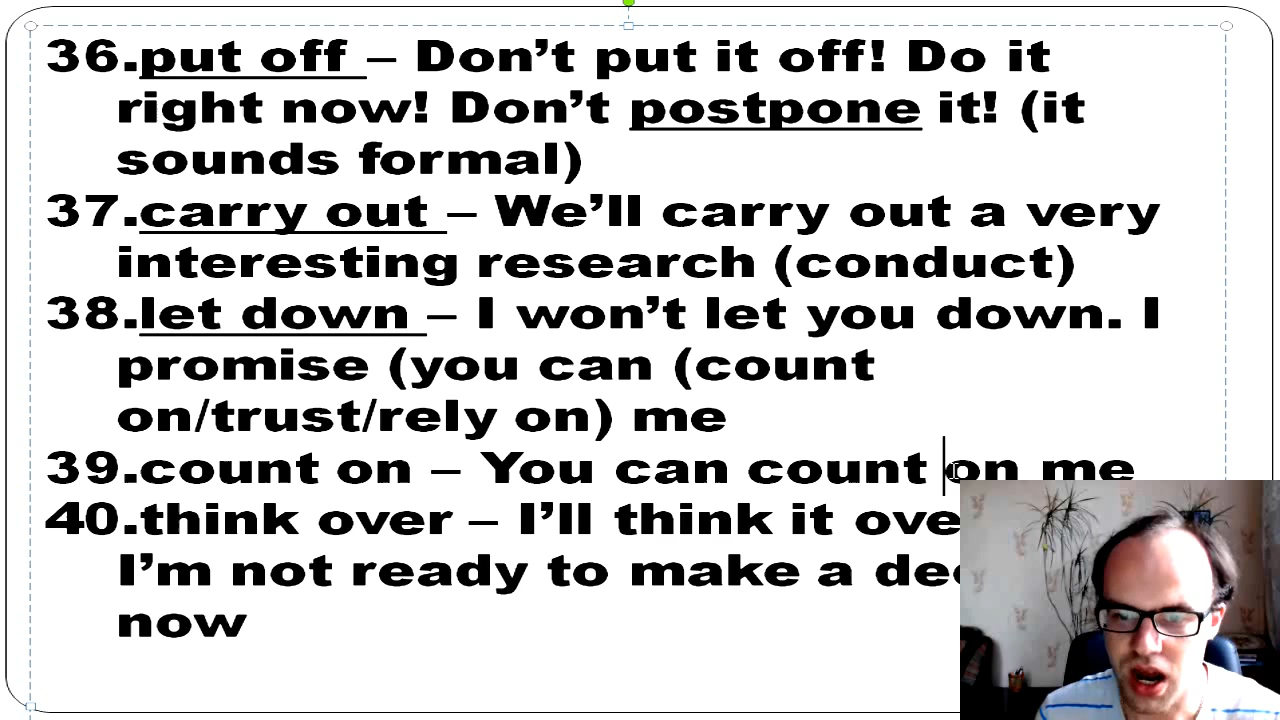 36.put off – Don’t put it off! Do it
right now! Don’t postpone it! (it
sounds formal)
37.carry out – We’ll carry out a very
interesting research (conduct)
38.let down – I won’t let you down. I
promise (you can (count
on/trust/rely on) me
39.count on – You can count on me
40.think over – I’ll think it
I’m not ready to make a
now